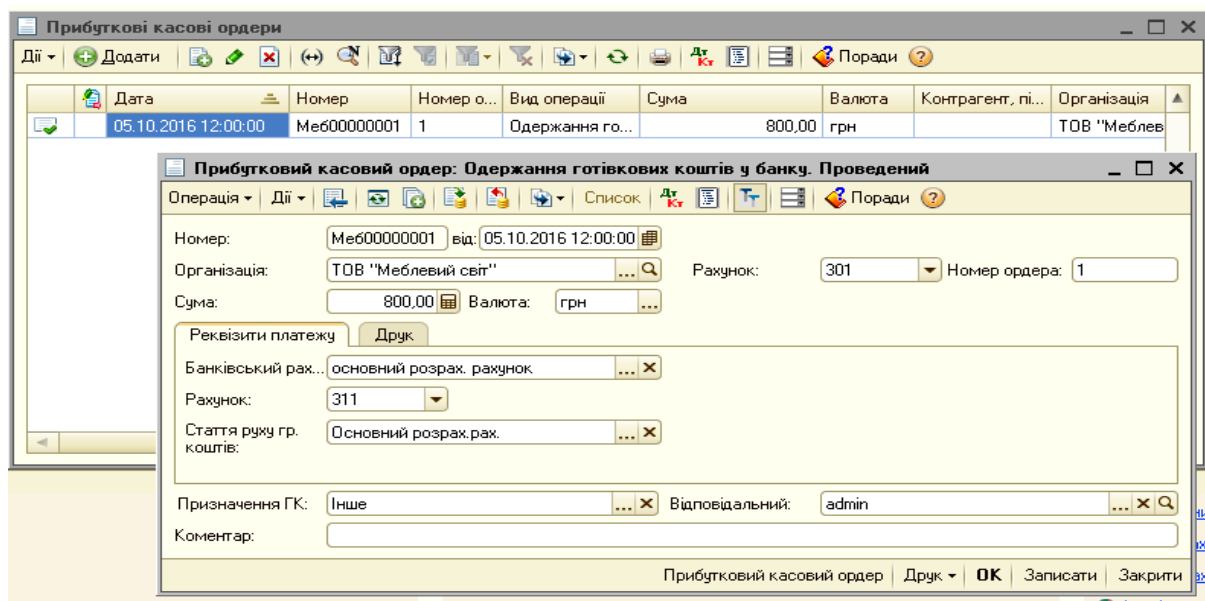 Прибуткові касові ордери
Дії Додати Дт Кт Поради
Дата Номер Номер о... Вид операції Сума Валюта Контрагент, пі... Організація
05.10.2016 12:00:00 Меб00000001 1 Одержання го... 800,00 грн ТОВ "Меблев
Прибутковий касовий ордер: Одержання готівкових коштів у банку. Проведений
Операція Дії Список Дт Кт Поради
Номер: Меб00000001 від: 05.10.2016 12:00:00
Організація: ТОВ "Меблевий світ" ... Рахунок: 301 Номер ордера: 1
Сума: 800,00 Валюта: грн ...
Реквізити платежу Друк
Банківський рах... основний розрах. рахунок ...
Рахунок: 311
Стаття руху гр. коштів: Основний розрах.рах. ...
Призначення ГК: Інше ... Відповідальний: admin ...
Коментар:
Прибутковий касовий ордер Друк ОК Записати Закрити